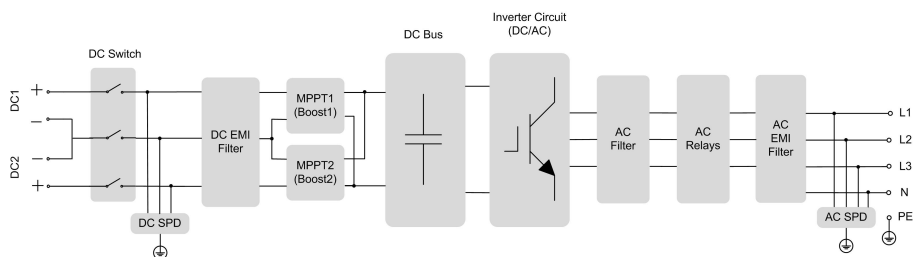 Inverter Circuit
(DC/AC)
DC Bus
DC Switch
DC1
+
−
DC2
−
+
DC EMI
Filter
MPPT1
(Boost1)
MPPT2
(Boost2)
AC
Filter
AC
Relays
AC
EMI
Filter
L1
L2
L3
N
PE
DC SPD
AC SPD